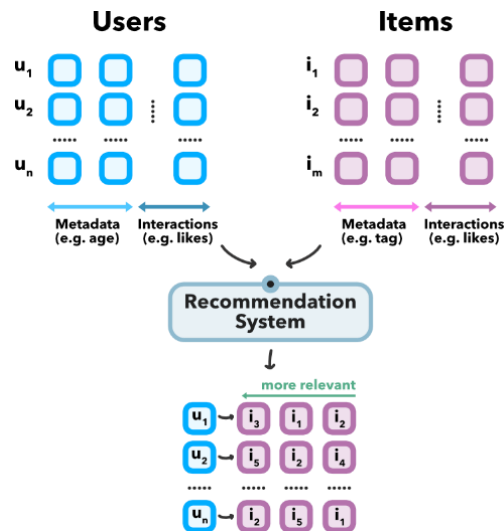 Users
Items
u1
u2
.....
.....
.....
un
i1
i2
.....
.....
.....
im
Metadata
(e.g. age)
Interactions
(e.g. likes)
Metadata
(e.g. tag)
Interactions
(e.g. likes)
Recommendation
System
more relevant
u1 i3 i1 i2
u2 i5 i2 i4
..... ..... ..... .....
un i2 i5 i1